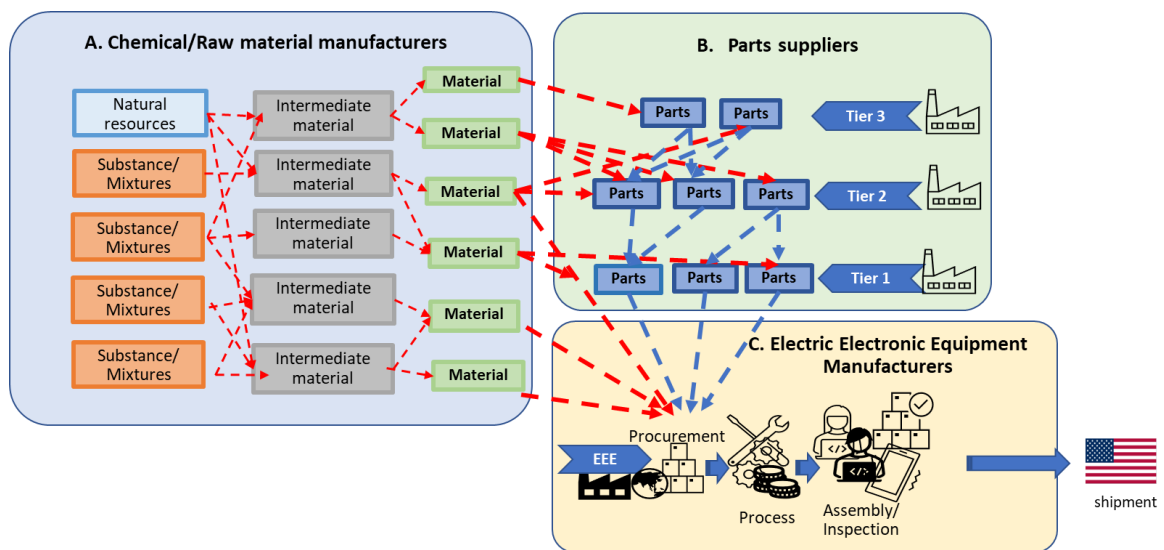 A. Chemical/Raw material manufacturers
Natural
resources
Substance/
Mixtures
Substance/
Mixtures
Substance/
Mixtures
Substance/
Mixtures
Intermediate
material
Intermediate
material
Intermediate
material
Intermediate
material
Intermediate
material
Material
Material
Material
Material
Material
Material
B. Parts suppliers
Parts
Parts
Tier 3
Parts
Parts
Parts
Tier 2
Parts
Parts
Parts
Tier 1
C. Electric Electronic Equipment
Manufacturers
EEE
Procurement
Process
</>
</>
Assembly/
Inspection
shipment